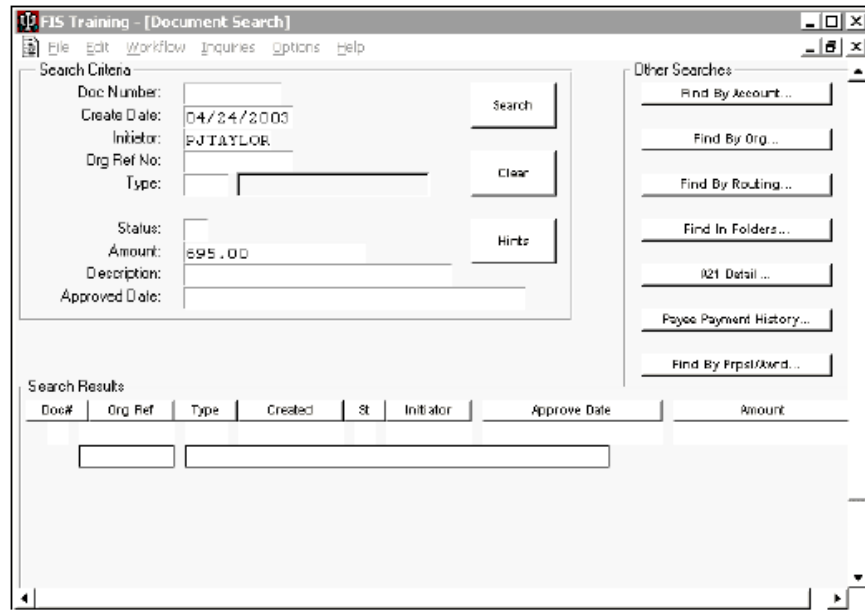 FIS Training - [Document Search]
File Edit Workflow Inquiries Options Help
Search Criteria
Doc Number:
Create Date: 04/24/2003
Initiator: PJTAYLOR
Org Ref No:
Type:
Status:
Amount: 695.00
Description:
Approved Date:
Search
Clear
Hints
Other Searches
Find By Account...
Find By Org...
Find By Routing...
Find In Folders...
A21 Detail ...
Payee Payment History...
Find By Prpsl/Awrd...
Search Results
Doc# Org Ref Type Created St Initiator Approve Date Amount